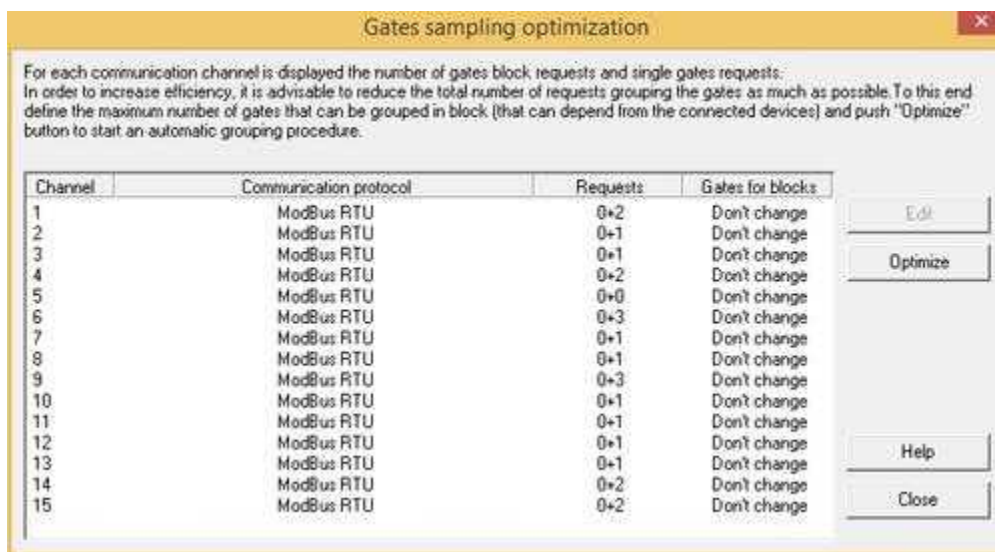 Gates sampling optimization
For each communication channel is displayed the number of gates block requests and single gates requests.
In order to increase efficiency, it is advisable to reduce the total number of requests grouping the gates as much as possible.To this end
define the maximum number of gates that can be grouped in block (that can depend from the connected devices) and push "Optimize"
button to start an automatic grouping procedure.
Channel Communication protocol Requests Gates for blocks
1 ModBus RTU 0+2 Don't change
2 ModBus RTU 0+1 Don't change
3 ModBus RTU 0+1 Don't change
4 ModBus RTU 0+2 Don't change
5 ModBus RTU 0+0 Don't change
6 ModBus RTU 0+3 Don't change
7 ModBus RTU 0+1 Don't change
8 ModBus RTU 0+1 Don't change
9 ModBus RTU 0+3 Don't change
10 ModBus RTU 0+1 Don't change
11 ModBus RTU 0+1 Don't change
12 ModBus RTU 0+1 Don't change
13 ModBus RTU 0+1 Don't change
14 ModBus RTU 0+2 Don't change
15 ModBus RTU 0+2 Don't change
Edit
Optimize
Help
Close